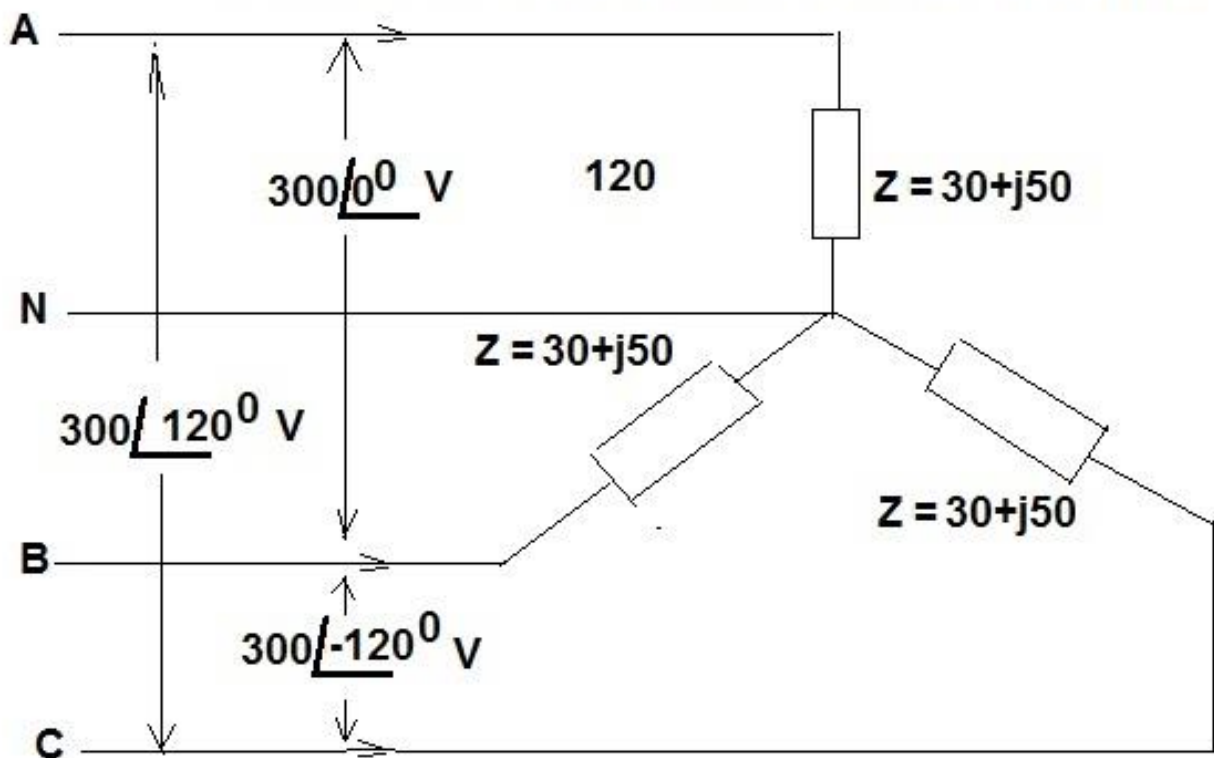 A
300∠0⁰ V
120
Z = 30+j50
N
Z = 30+j50
300∠120⁰ V
Z = 30+j50
B
300∠-120⁰ V
C